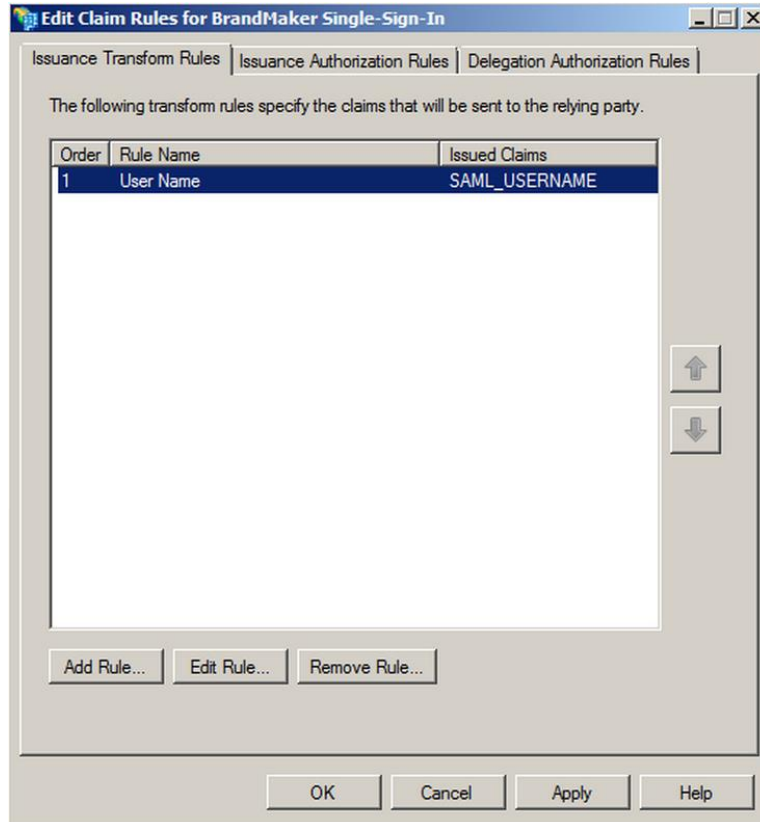 Edit Claim Rules for BrandMaker Single-Sign-In
Issuance Transform Rules Issuance Authorization Rules Delegation Authorization Rules
The following transform rules specify the claims that will be sent to the relying party.
Order Rule Name Issued Claims
1 User Name SAML_USERNAME
Add Rule... Edit Rule... Remove Rule...
OK Cancel Apply Help